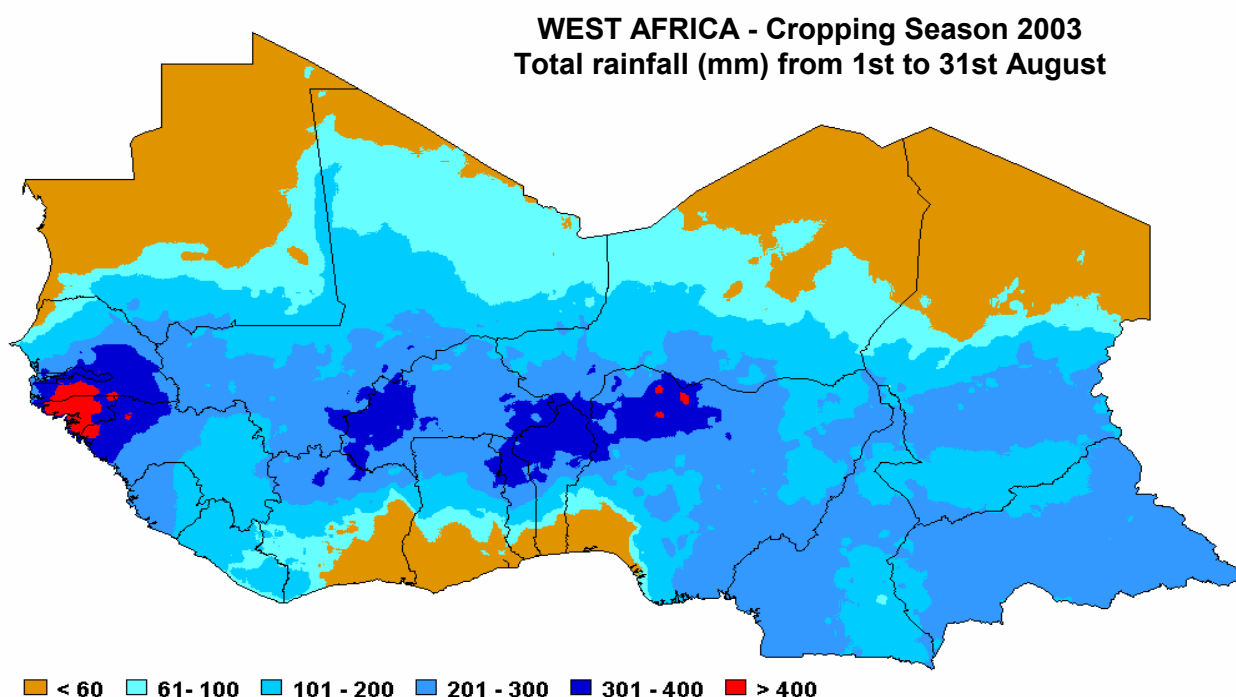 WEST AFRICA - Cropping Season 2003
Total rainfall (mm) from 1st to 31st August
< 60 61- 100 101 - 200 201 - 300 301 - 400 > 400